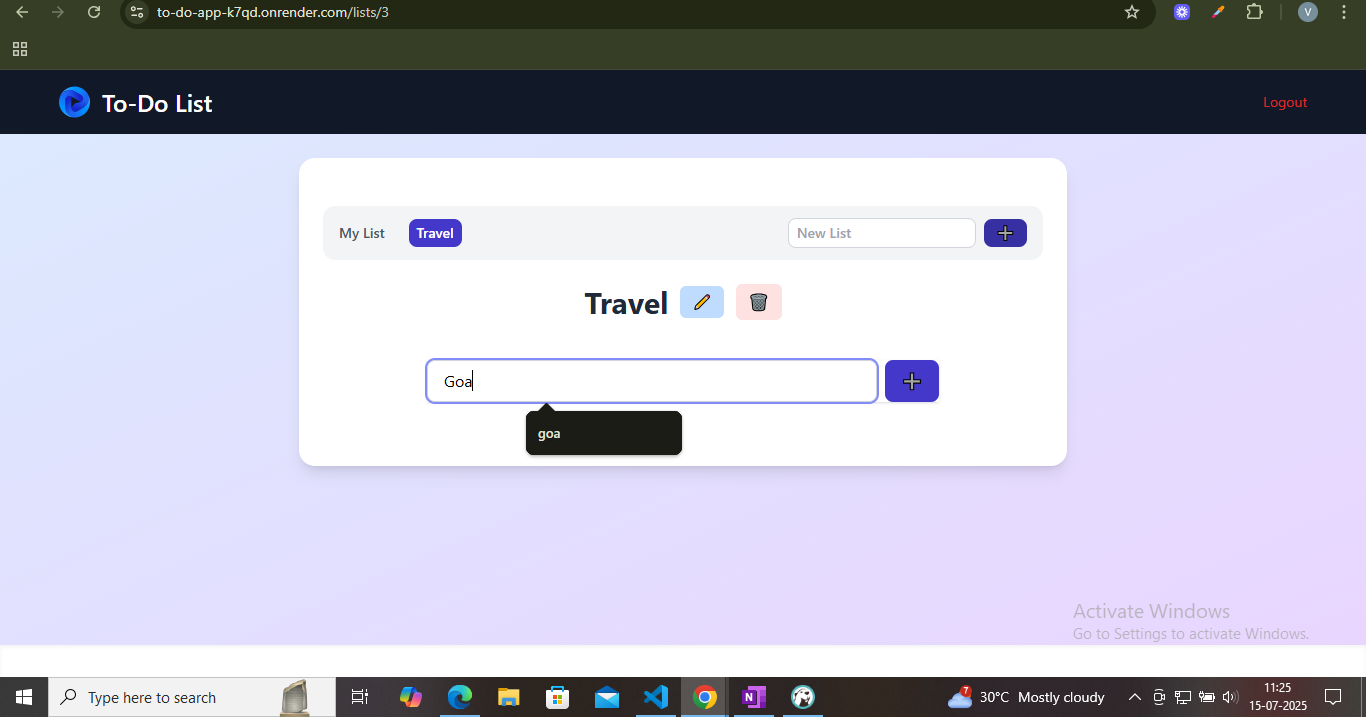 to-do-app-k7qd.onrender.com/lists/3
V
To-Do List
Logout
My List
Travel
New List
Travel
Goa
goa
Activate Windows
Go to Settings to activate Windows.
Type here to search
7
30°C Mostly cloudy
11:25
15-07-2025